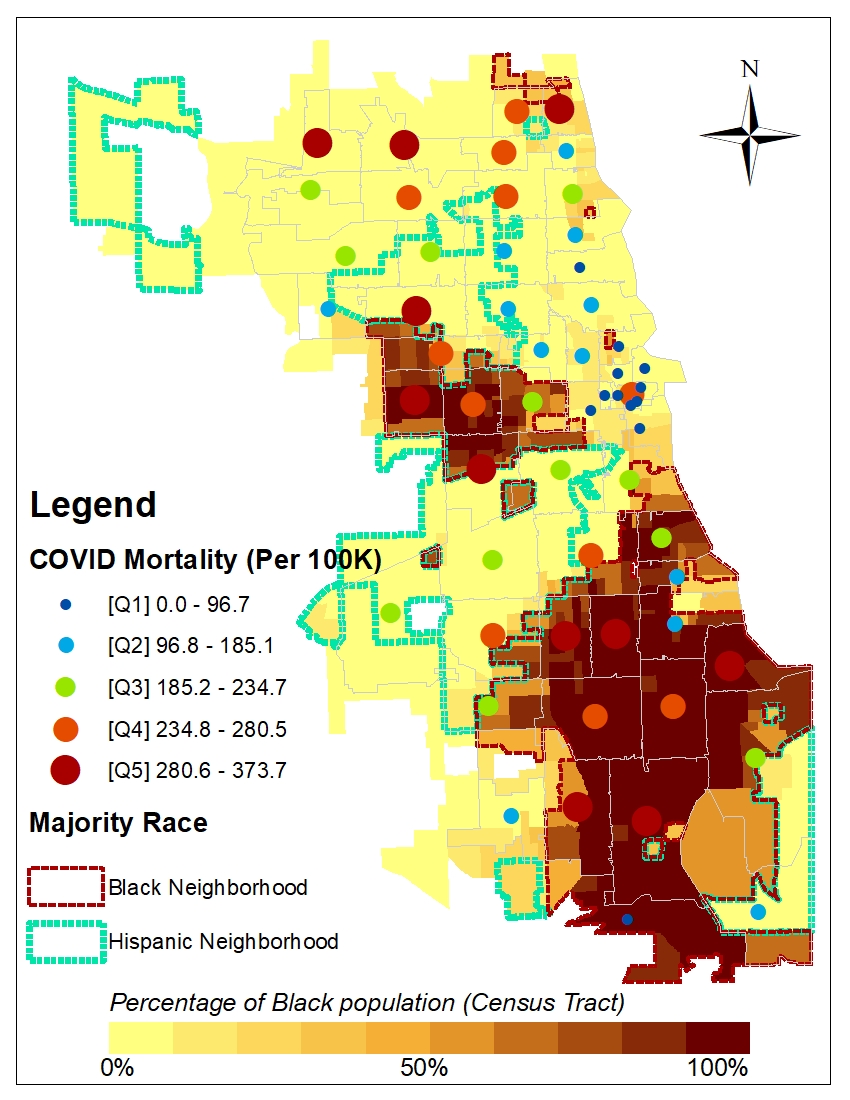 N
Legend
COVID Mortality (Per 100K)
[Q1] 0.0 - 96.7
[Q2] 96.8 - 185.1
[Q3] 185.2 - 234.7
[Q4] 234.8 - 280.5
[Q5] 280.6 - 373.7
Majority Race
Black Neighborhood
Hispanic Neighborhood
Percentage of Black population (Census Tract)
0% 50% 100%